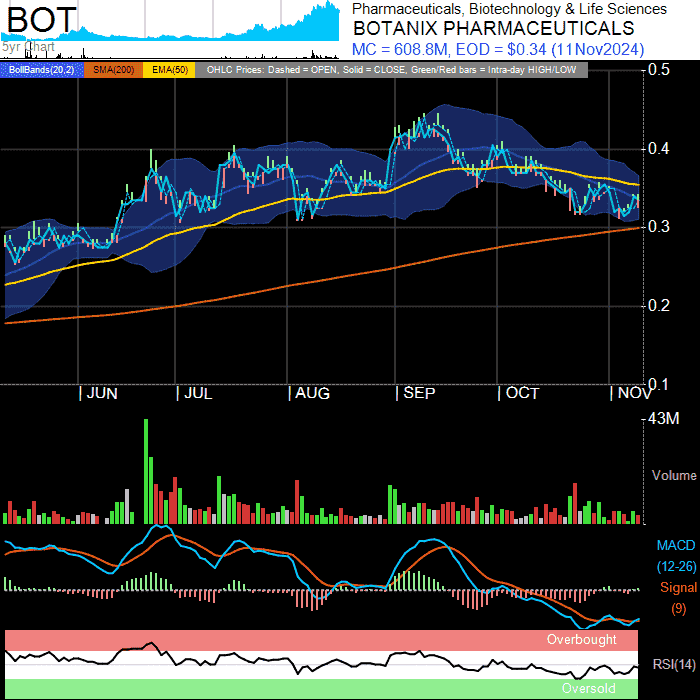 BOT
Pharmaceuticals, Biotechnology & Life Sciences
BOTANIX PHARMACEUTICALS
MC = 608.8M, EOD = $0.34 (11Nov2024)
5yr Chart
BollBands(20,2) SMA(200) EMA(50) OHLC Prices: Dashed = OPEN, Solid = CLOSE, Green/Red bars = Intra-day HIGH/LOW
0.5
0.4
0.3
0.2
0.1
| JUN | JUL | AUG | SEP | OCT | NOV
43M
Volume
MACD
(12-26)
Signal
(9)
Overbought
RSI(14)
Oversold